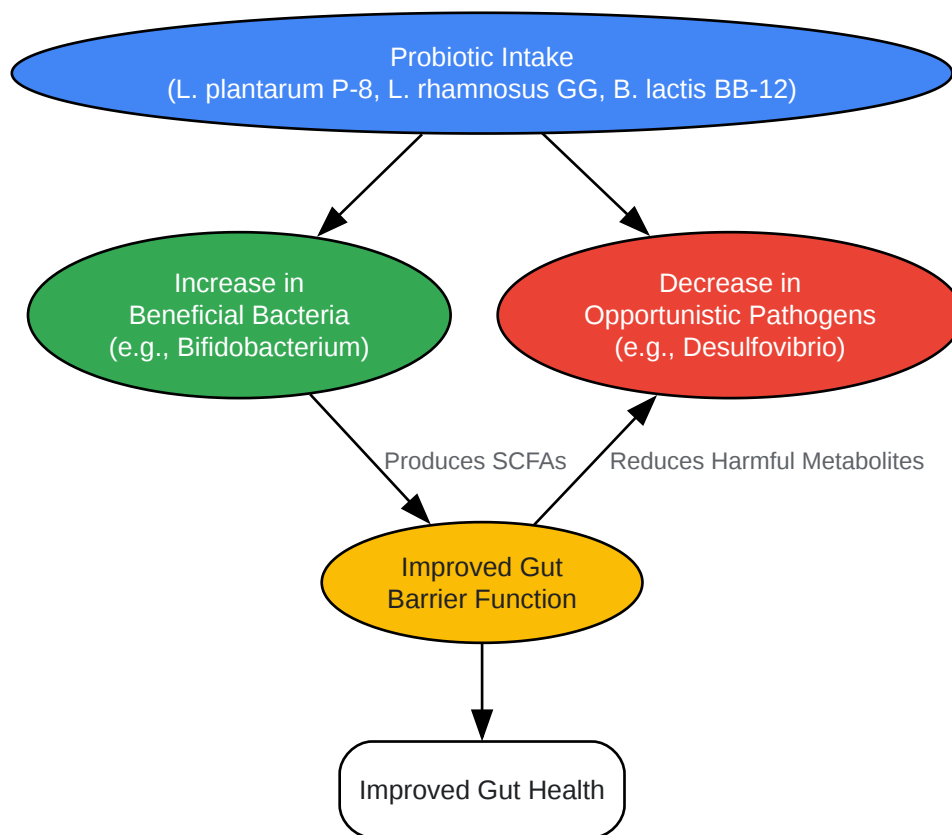 Probiotic Intake
(L. plantarum P-8, L. rhamnosus GG, B. lactis BB-12)
Increase in
Beneficial Bacteria
(e.g., Bifidobacterium)
Decrease in
Opportunistic Pathogens
(e.g., Desulfovibrio)
Produces SCFAs
Reduces Harmful Metabolites
Improved Gut
Barrier Function
Improved Gut Health